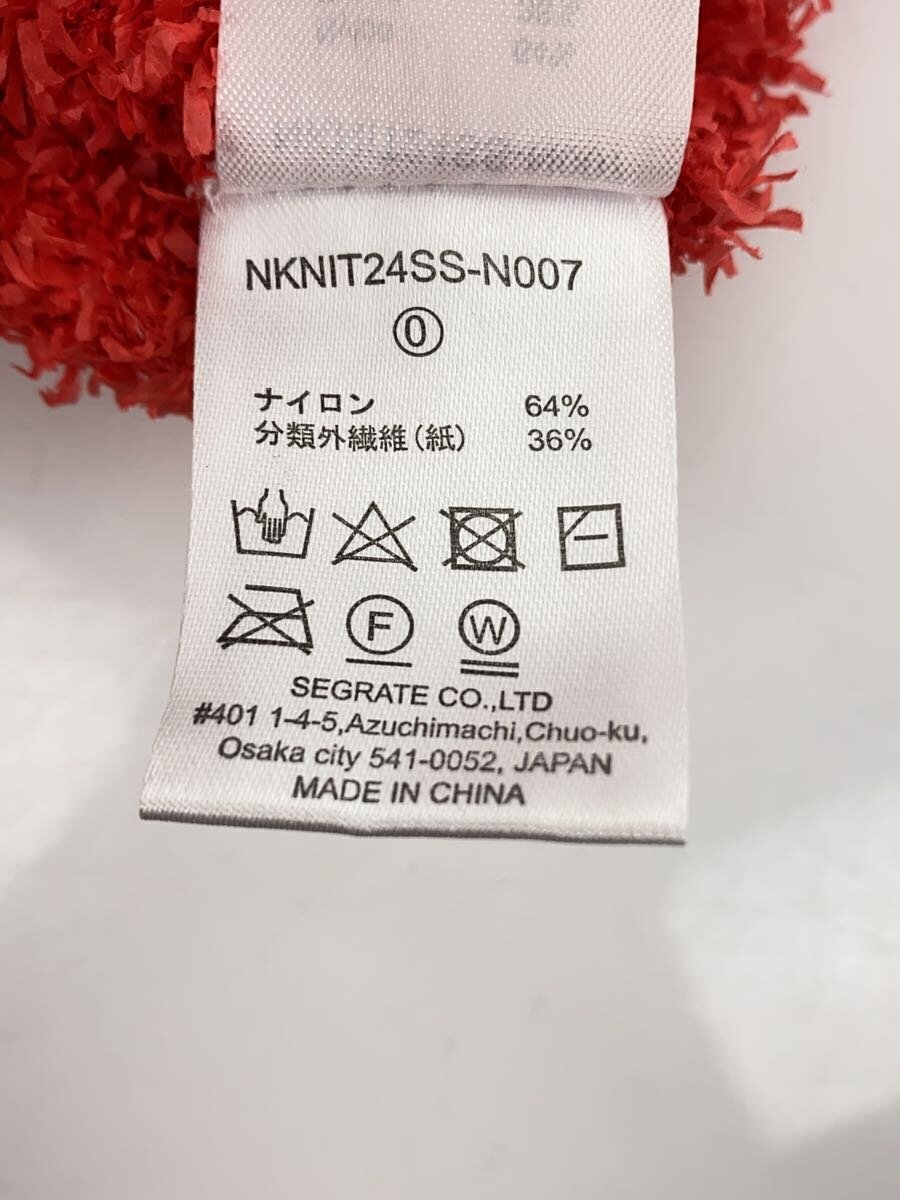 NKNIT24SS-N007
0
ナイロン 64%
分類外繊維(紙) 36%
F W
SEGRATE CO.,LTD
#401 1-4-5,Azuchimachi,Chuo-ku,
Osaka city 541-0052, JAPAN
MADE IN CHINA